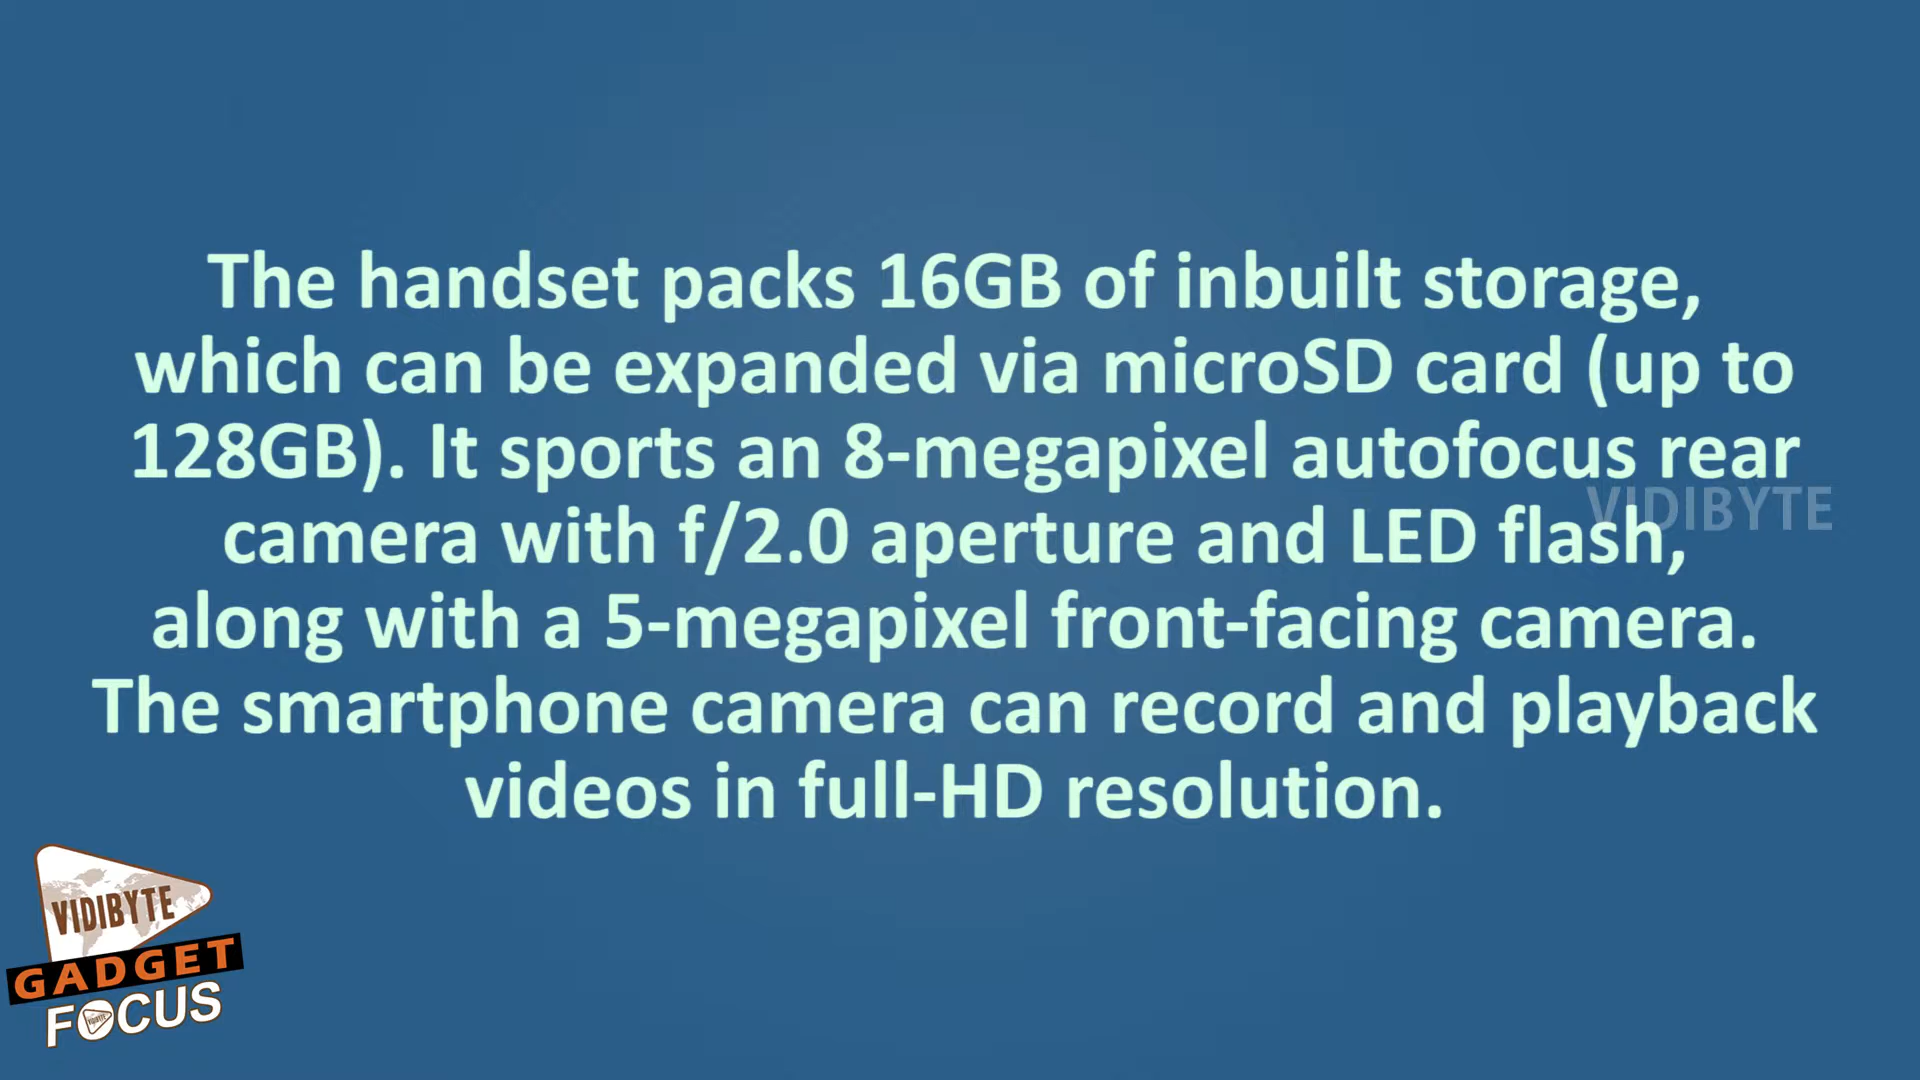 The handset packs 16GB of inbuilt storage,
which can be expanded via microSD card (up to
128GB). It sports an 8-megapixel autofocus rear
VIDIBYTE
camera with f/2.0 aperture and LED flash,
along with a 5-megapixel front-facing camera.
The smartphone camera can record and playback
videos in full-HD resolution.
VIDIBYTE
GADGET
FOCUS